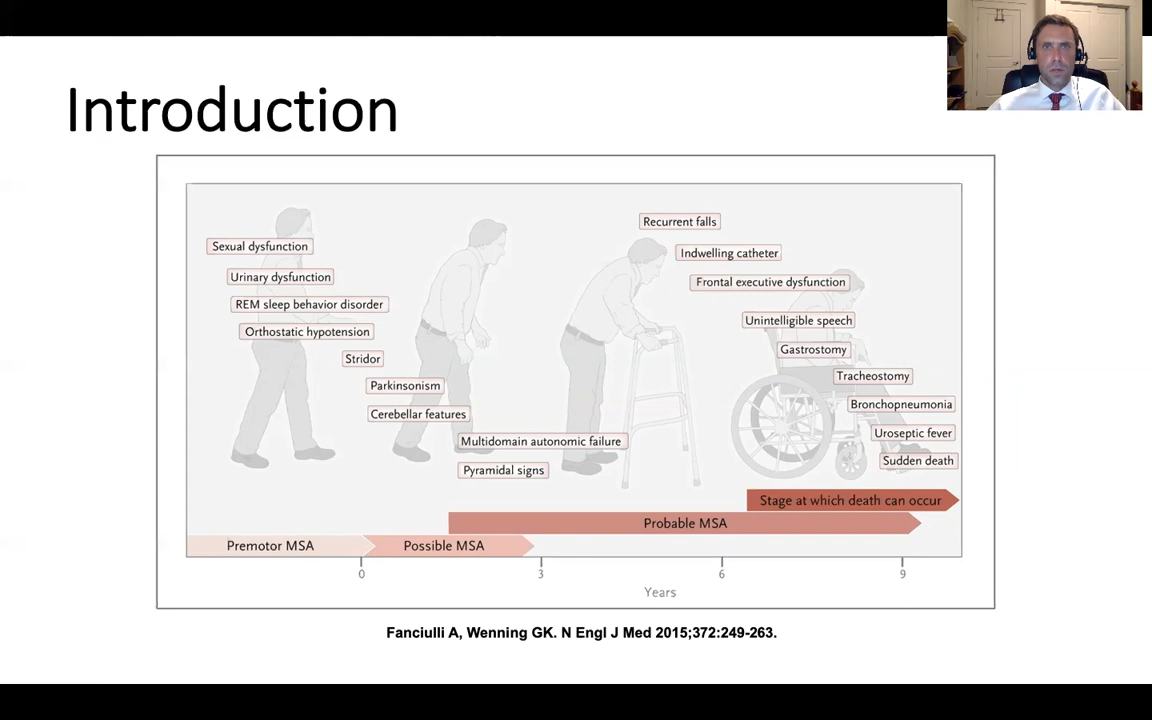 Introduction
Sexual dysfunction
Urinary dysfunction
REM sleep behavior disorder
Orthostatic hypotension
Stridor
Parkinsonism
Cerebellar features
Multidomain autonomic failure
Pyramidal signs
Recurrent falls
Indwelling catheter
Frontal executive dysfunction
Unintelligible speech
Gastrostomy
Tracheostomy
Bronchopneumonia
Uroseptic fever
Sudden death
Stage at which death can occur
Probable MSA
Premotor MSA
Possible MSA
0
3
6
9
Years
Fanciulli A, Wenning GK. N Engl J Med 2015;372:249-263.